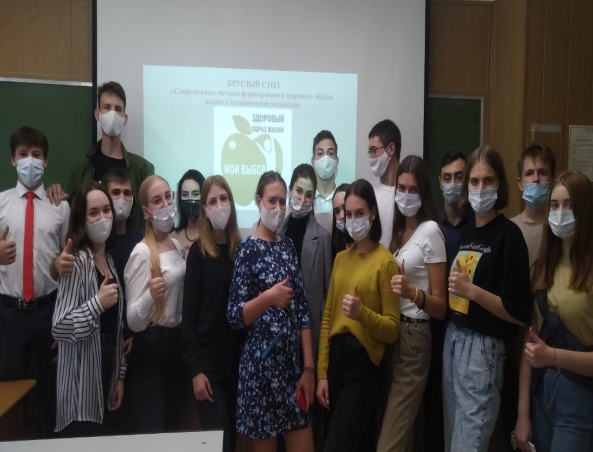 КРУГЛЫЙ СТОЛ
«Современные методы формирования здорового образа
жизни у студенческой молодежи»
ЗДОРОВЫЙ
ОБРАЗ ЖИЗНИ
МОЙ ВЫБОР